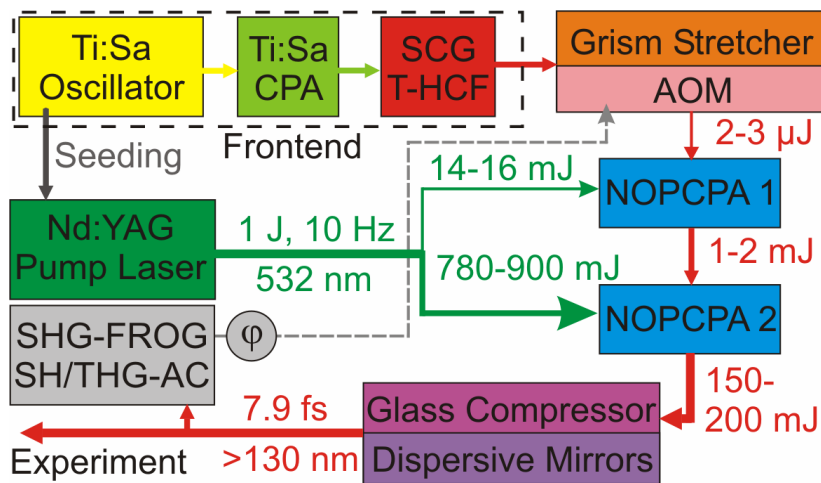 Ti:Sa
Oscillator
Ti:Sa
CPA
SCG
T-HCF
Grism Stretcher
AOM
Frontend
Seeding
2-3 µJ
14-16 mJ
NOPCPA 1
Nd:YAG
Pump Laser
1 J, 10 Hz
532 nm
780-900 mJ
1-2 mJ
NOPCPA 2
SHG-FROG
SH/THG-AC
φ
150-
200 mJ
7.9 fs
>130 nm
Glass Compressor
Dispersive Mirrors
Experiment